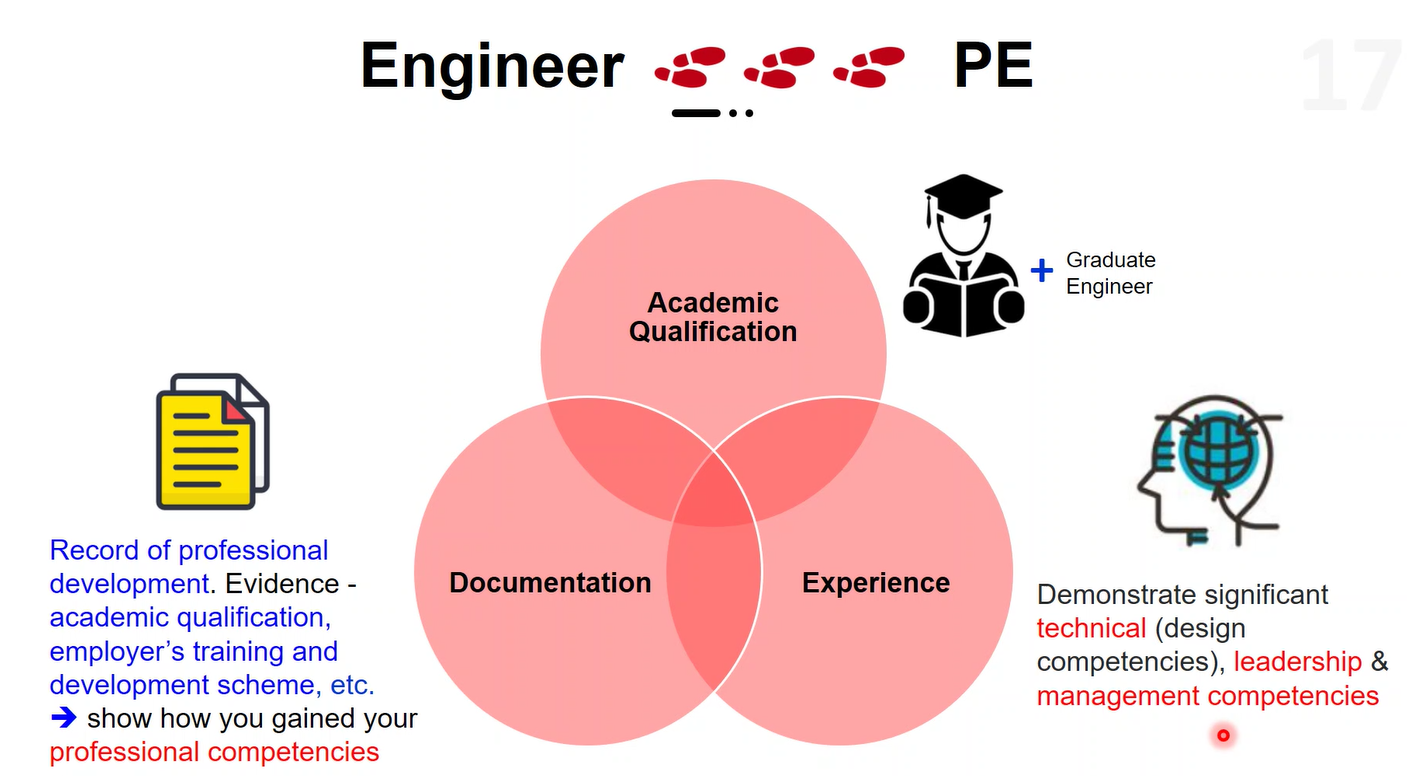 Engineer PE
17
Academic
Qualification
Graduate
Engineer
Documentation
Experience
Record of professional
development. Evidence -
academic qualification,
employer’s training and
development scheme, etc.
➔ show how you gained your
professional competencies
Demonstrate significant
technical (design
competencies), leadership &
management competencies